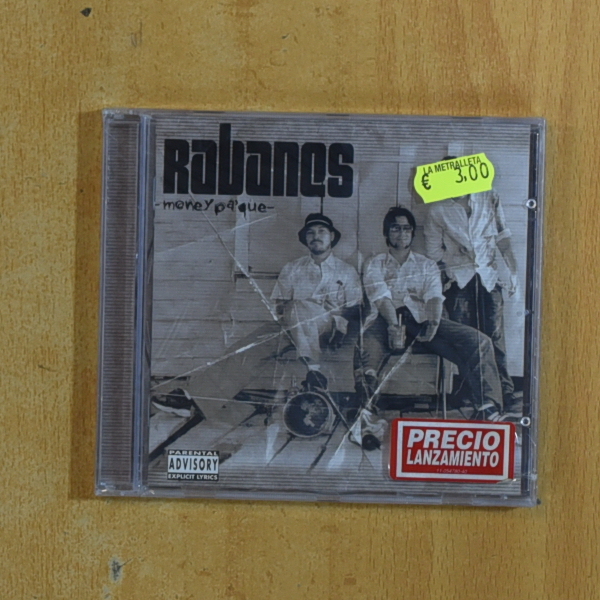 Rabanes
-money pa' que-
LA METRALLETA
€ 3,00
PARENTAL
ADVISORY
EXPLICIT LYRICS
PRECIO
LANZAMIENTO